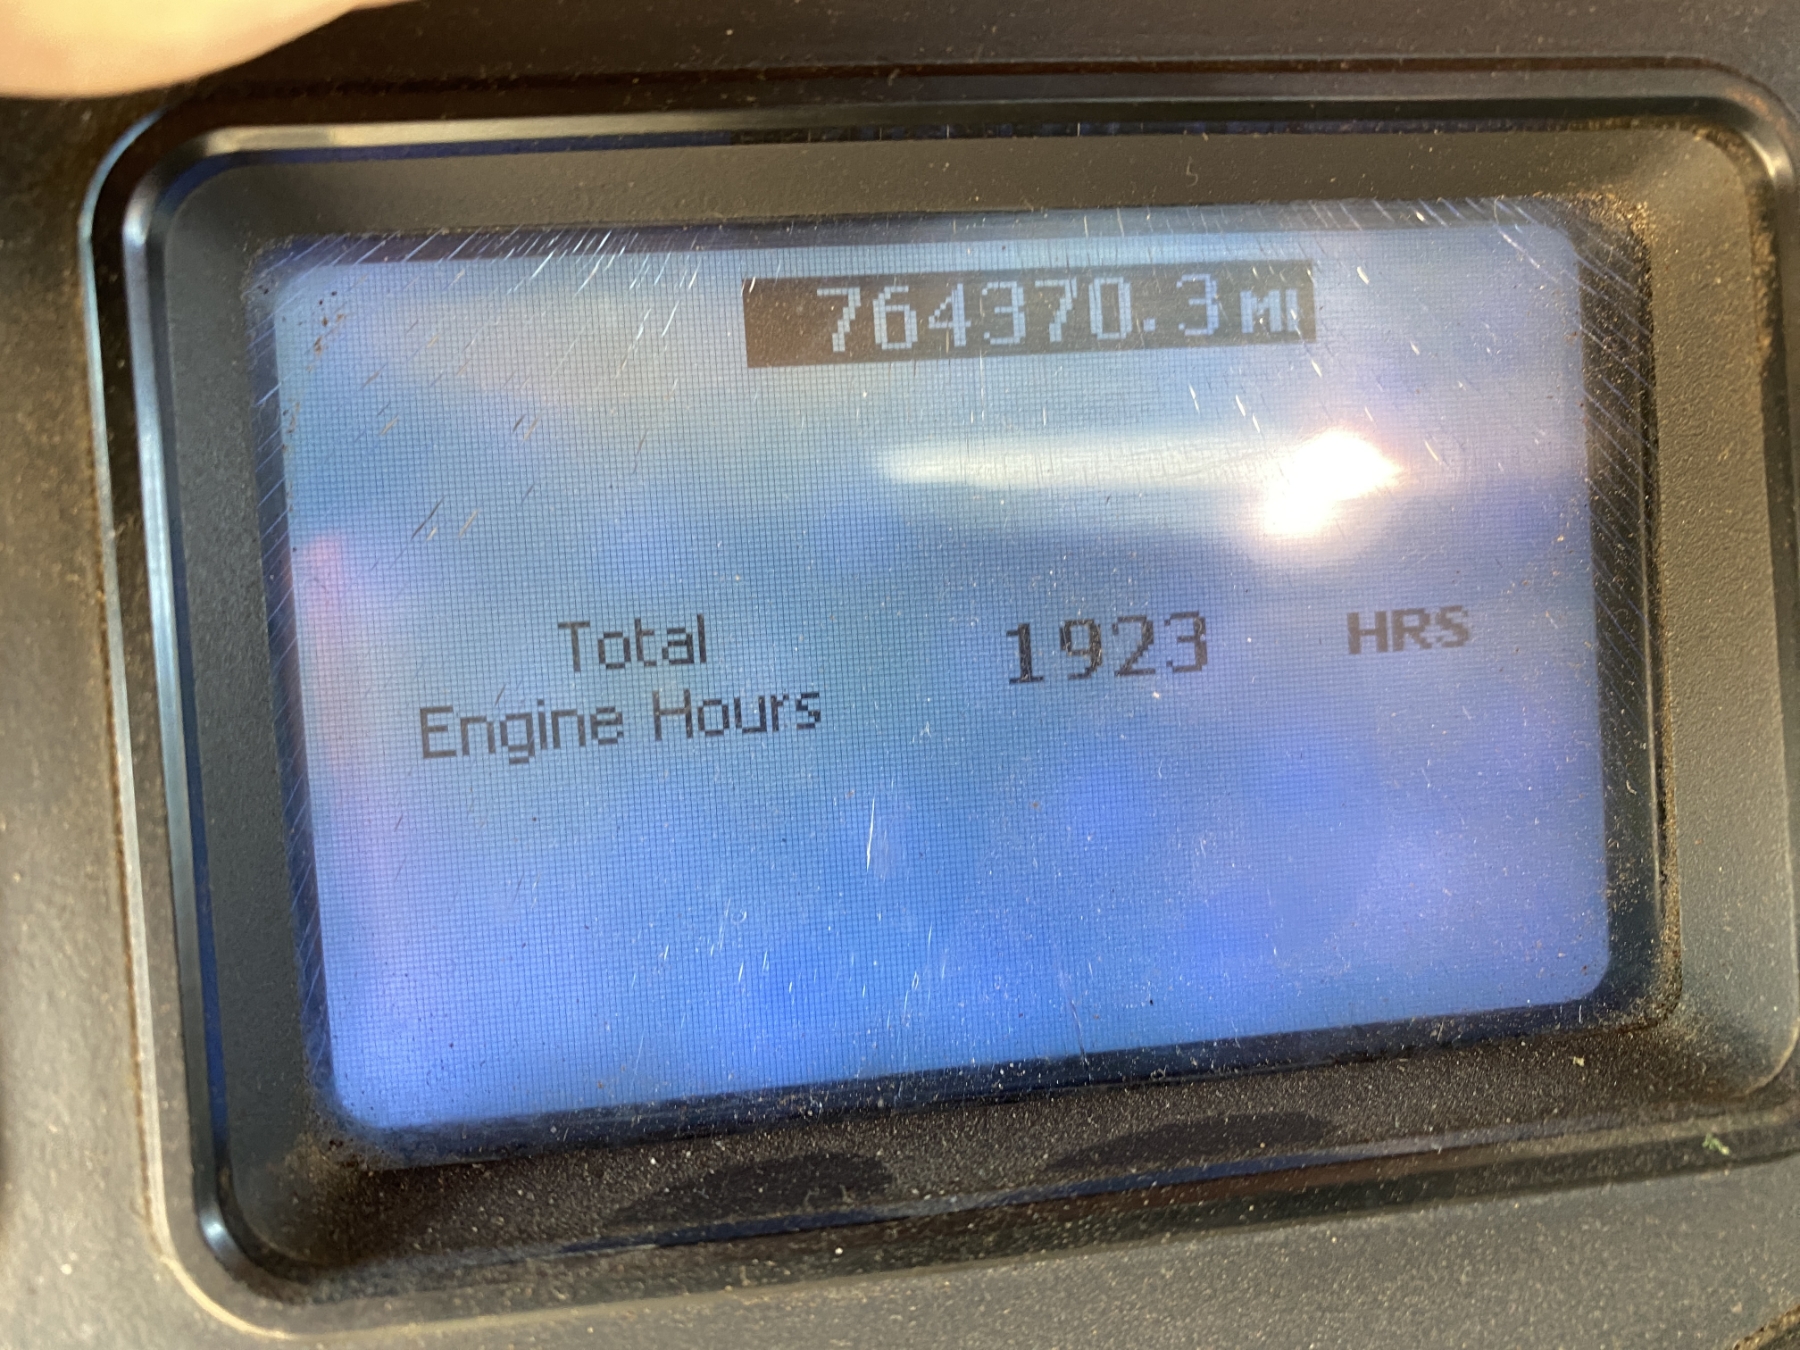 764370.3 MI
Total 1923 HRS
Engine Hours